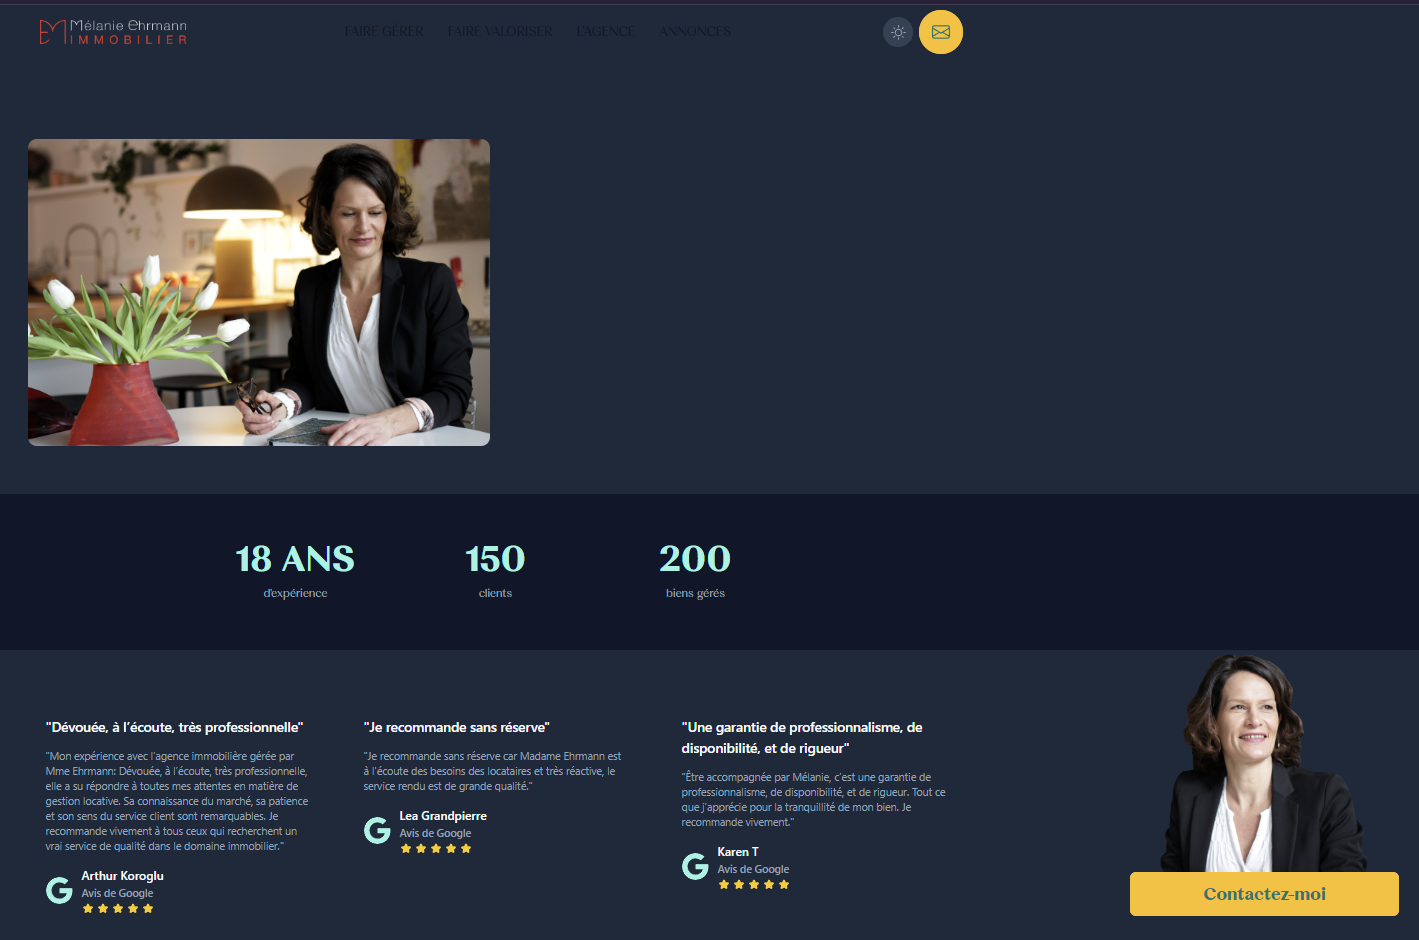 Mélanie Ehrmann
IMMOBILIER
FAIRE GÉRER
FAIRE VALORISER
L'AGENCE
ANNONCES
18 ANS
d'expérience
150
clients
200
biens gérés
"Dévouée, à l'écoute, très professionnelle"
"Mon expérience avec l'agence immobilière gérée par
Mme Ehrmann: Dévouée, à l'écoute, très professionnelle,
elle a su répondre à toutes mes attentes en matière de
gestion locative. Sa connaissance du marché, sa patience
et son sens du service client sont remarquables. Je
recommande vivement à tous ceux qui recherchent un
vrai service de qualité dans le domaine immobilier."
Arthur Koroglu
Avis de Google
"Je recommande sans réserve"
"Je recommande sans réserve car Madame Ehrmann est
à l'écoute des besoins des locataires et très réactive, le
service rendu est de grande qualité."
Lea Grandpierre
Avis de Google
"Une garantie de professionnalisme, de
disponibilité, et de rigueur"
"Être accompagnée par Mélanie, c'est une garantie de
professionnalisme, de disponibilité, et de rigueur. Tout ce
que j'apprécie pour la tranquillité de mon bien. Je
recommande vivement."
Karen T
Avis de Google
Contactez-moi